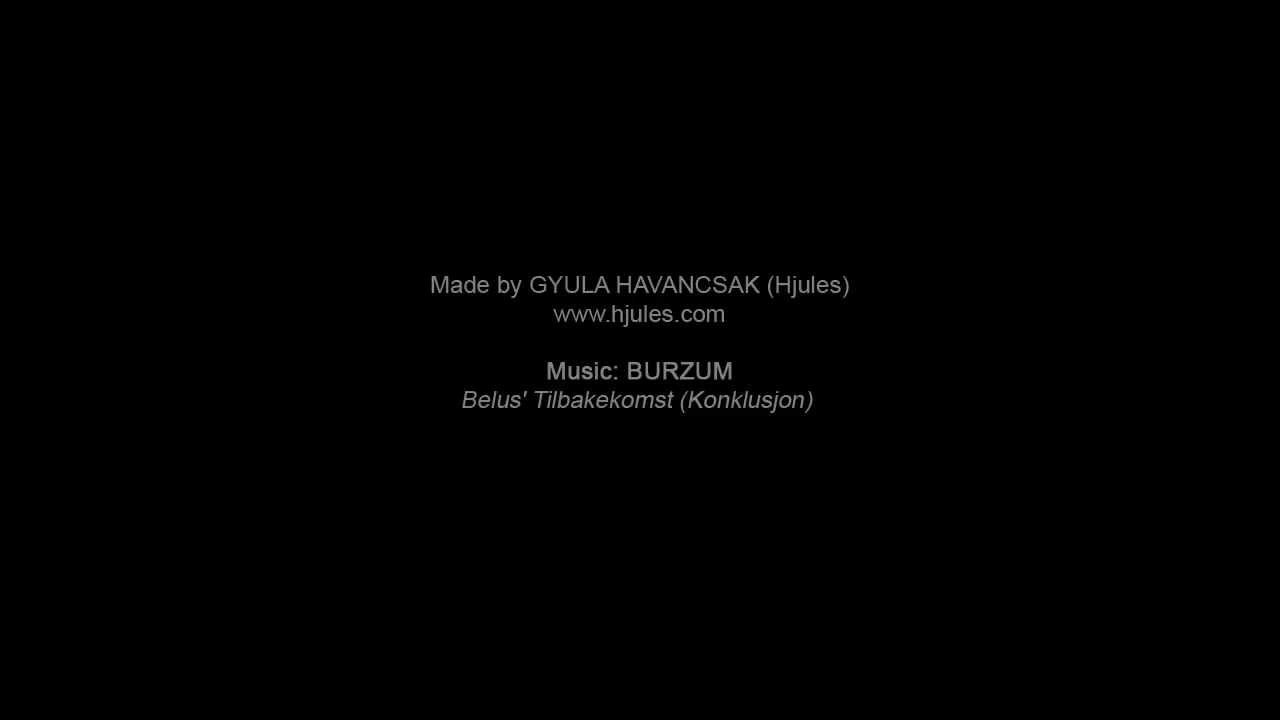 Made by GYULA HAVANCSAK (Hjules)
www.hjules.com
Music: BURZUM
Belus' Tilbakekomst (Konklusjon)